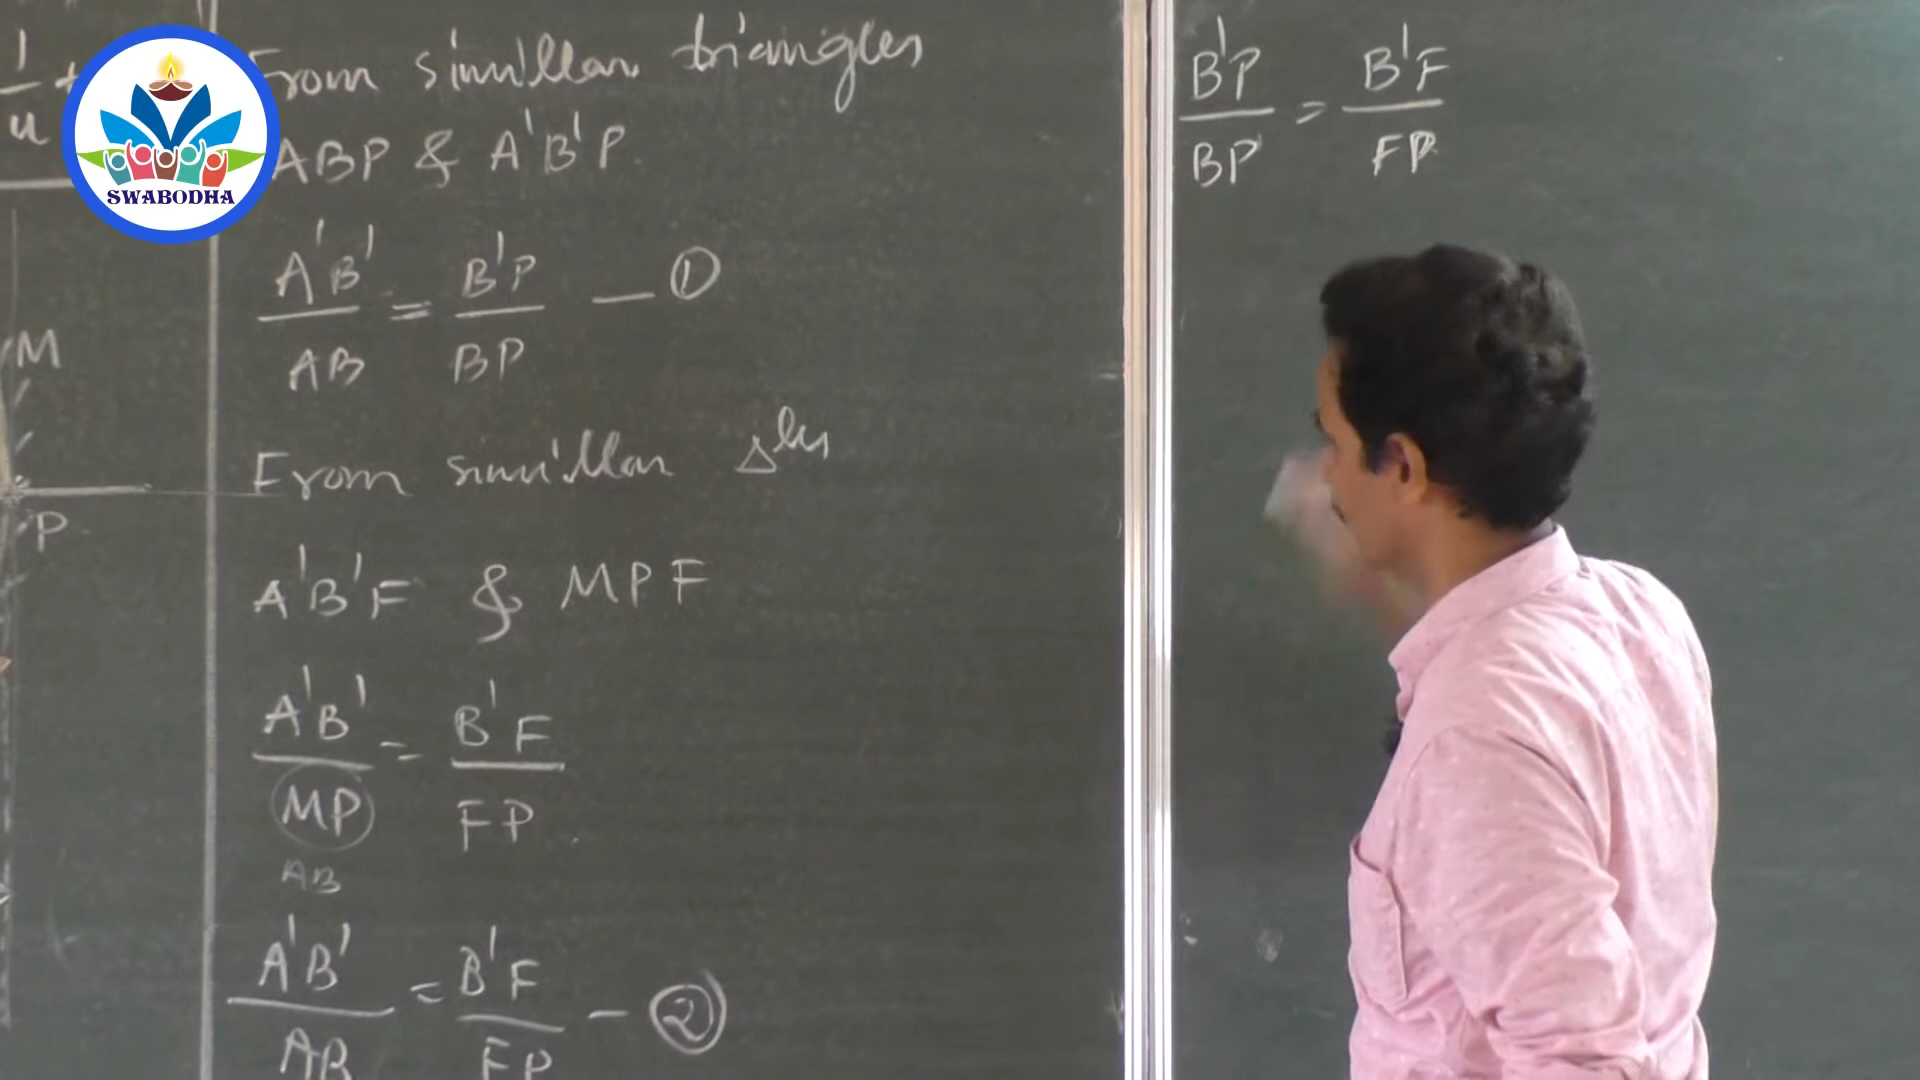 1/u +
SWABODHA
M
P
From simillar triangles
ABP & A'B'P
A'B'/AB = B'P/BP — ①
From simillar Δles
A'B'F & MPF
A'B'/MP = B'F/FP
AB
A'B'/AB = B'F/FP — ②
B'P/BP = B'F/FP